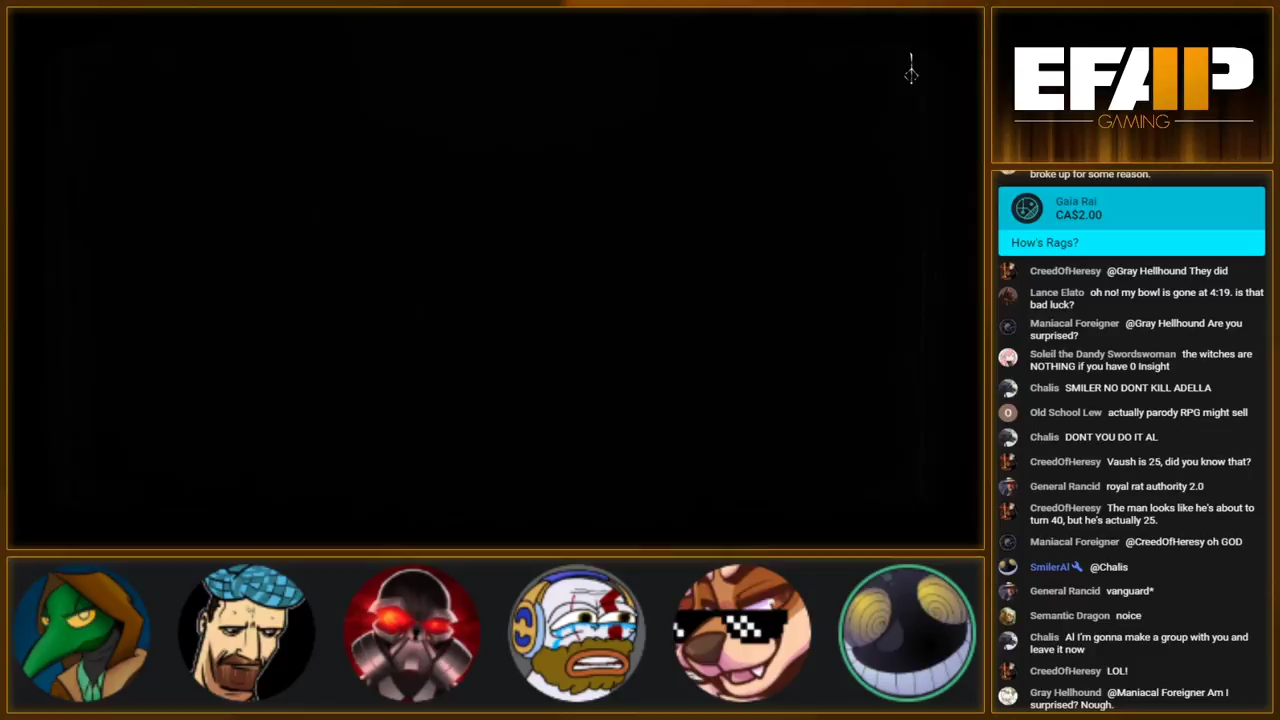 EFAP
GAMING
broke up for some reason.
Gaia Rai
CA$2.00
How's Rags?
CreedOfHeresy @Gray Hellhound They did
Lance Elato oh no! my bowl is gone at 4:19. is that
bad luck?
Maniacal Foreigner @Gray Hellhound Are you
surprised?
Soleil the Dandy Swordswoman the witches are
NOTHING if you have 0 Insight
Chalis SMILER NO DONT KILL ADELLA
O Old School Lew actually parody RPG might sell
Chalis DONT YOU DO IT AL
CreedOfHeresy Vaush is 25, did you know that?
General Rancid royal rat authority 2.0
CreedOfHeresy The man looks like he's about to
turn 40, but he's actually 25.
Maniacal Foreigner @CreedOfHeresy oh GOD
SmilerAl @Chalis
General Rancid vanguard*
Semantic Dragon noice
Chalis Al I'm gonna make a group with you and
leave it now
CreedOfHeresy LOL!
Gray Hellhound @Maniacal Foreigner Am I
surprised? Nough.